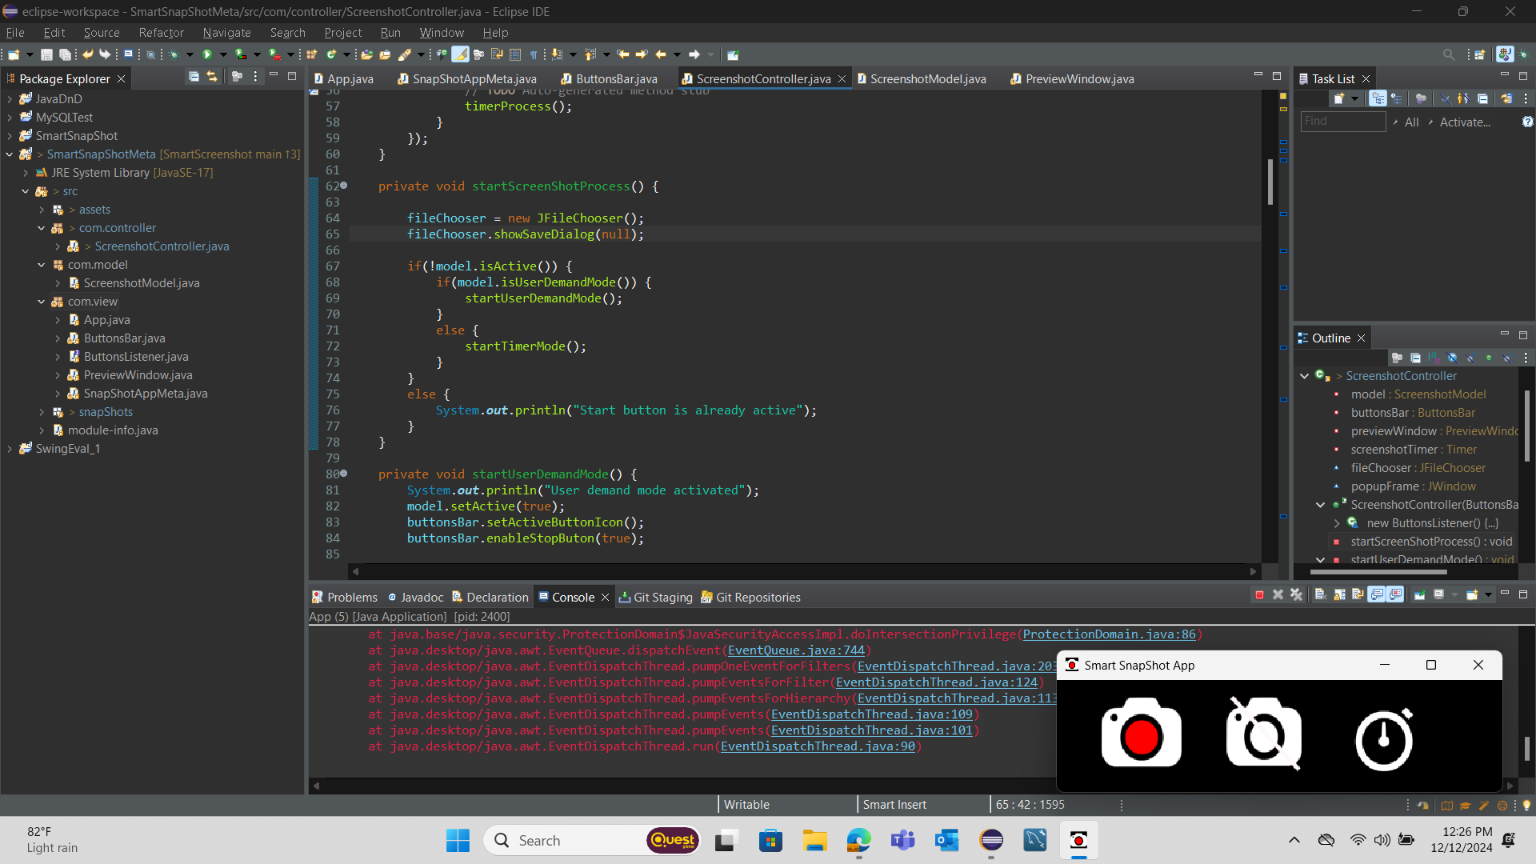 eclipse-workspace - SmartSnapShotMeta/src/com/controller/ScreenshotController.java - Eclipse IDE
File Edit Source Refactor Navigate Search Project Run Window Help
Package Explorer
JavaDnD
MySQLTest
SmartSnapShot
> SmartSnapShotMeta [SmartScreenshot main ↑3]
JRE System Library [JavaSE-17]
> src
> assets
> com.controller
> ScreenshotController.java
com.model
ScreenshotModel.java
com.view
App.java
ButtonsBar.java
ButtonsListener.java
PreviewWindow.java
SnapShotAppMeta.java
> snapShots
module-info.java
SwingEval_1
App.java SnapShotAppMeta.java ButtonsBar.java ScreenshotController.java ScreenshotModel.java PreviewWindow.java
56 // TODO Auto-generated method stub
57 timerProcess();
58 }
59 });
60 }
61
62 private void startScreenShotProcess() {
63
64 fileChooser = new JFileChooser();
65 fileChooser.showSaveDialog(null);
66
67 if(!model.isActive()) {
68 if(model.isUserDemandMode()) {
69 startUserDemandMode();
70 }
71 else {
72 startTimerMode();
73 }
74 }
75 else {
76 System.out.println("Start button is already active");
77 }
78 }
79
80 private void startUserDemandMode() {
81 System.out.println("User demand mode activated");
82 model.setActive(true);
83 buttonsBar.setActiveButtonIcon();
84 buttonsBar.enableStopButon(true);
85
Task List
Find All Activate...
Outline
> ScreenshotController
model : ScreenshotModel
buttonsBar : ButtonsBar
previewWindow : PreviewWindo
screenshotTimer : Timer
fileChooser : JFileChooser
popupFrame : JWindow
ScreenshotController(ButtonsBa
new ButtonsListener() {...}
startScreenShotProcess() : void
startUserDemandMode() : void
Problems Javadoc Declaration Console Git Staging Git Repositories
App (5) [Java Application] [pid: 2400]
at java.base/java.security.ProtectionDomain$JavaSecurityAccessImpl.doIntersectionPrivilege(ProtectionDomain.java:86)
at java.desktop/java.awt.EventQueue.dispatchEvent(EventQueue.java:744)
at java.desktop/java.awt.EventDispatchThread.pumpOneEventForFilters(EventDispatchThread.java:203
at java.desktop/java.awt.EventDispatchThread.pumpEventsForFilter(EventDispatchThread.java:124)
at java.desktop/java.awt.EventDispatchThread.pumpEventsForHierarchy(EventDispatchThread.java:113
at java.desktop/java.awt.EventDispatchThread.pumpEvents(EventDispatchThread.java:109)
at java.desktop/java.awt.EventDispatchThread.pumpEvents(EventDispatchThread.java:101)
at java.desktop/java.awt.EventDispatchThread.run(EventDispatchThread.java:90)
Smart SnapShot App
Writable Smart Insert 65 : 42 : 1595
82°F
Light rain
Search
Quest
12:26 PM
12/12/2024